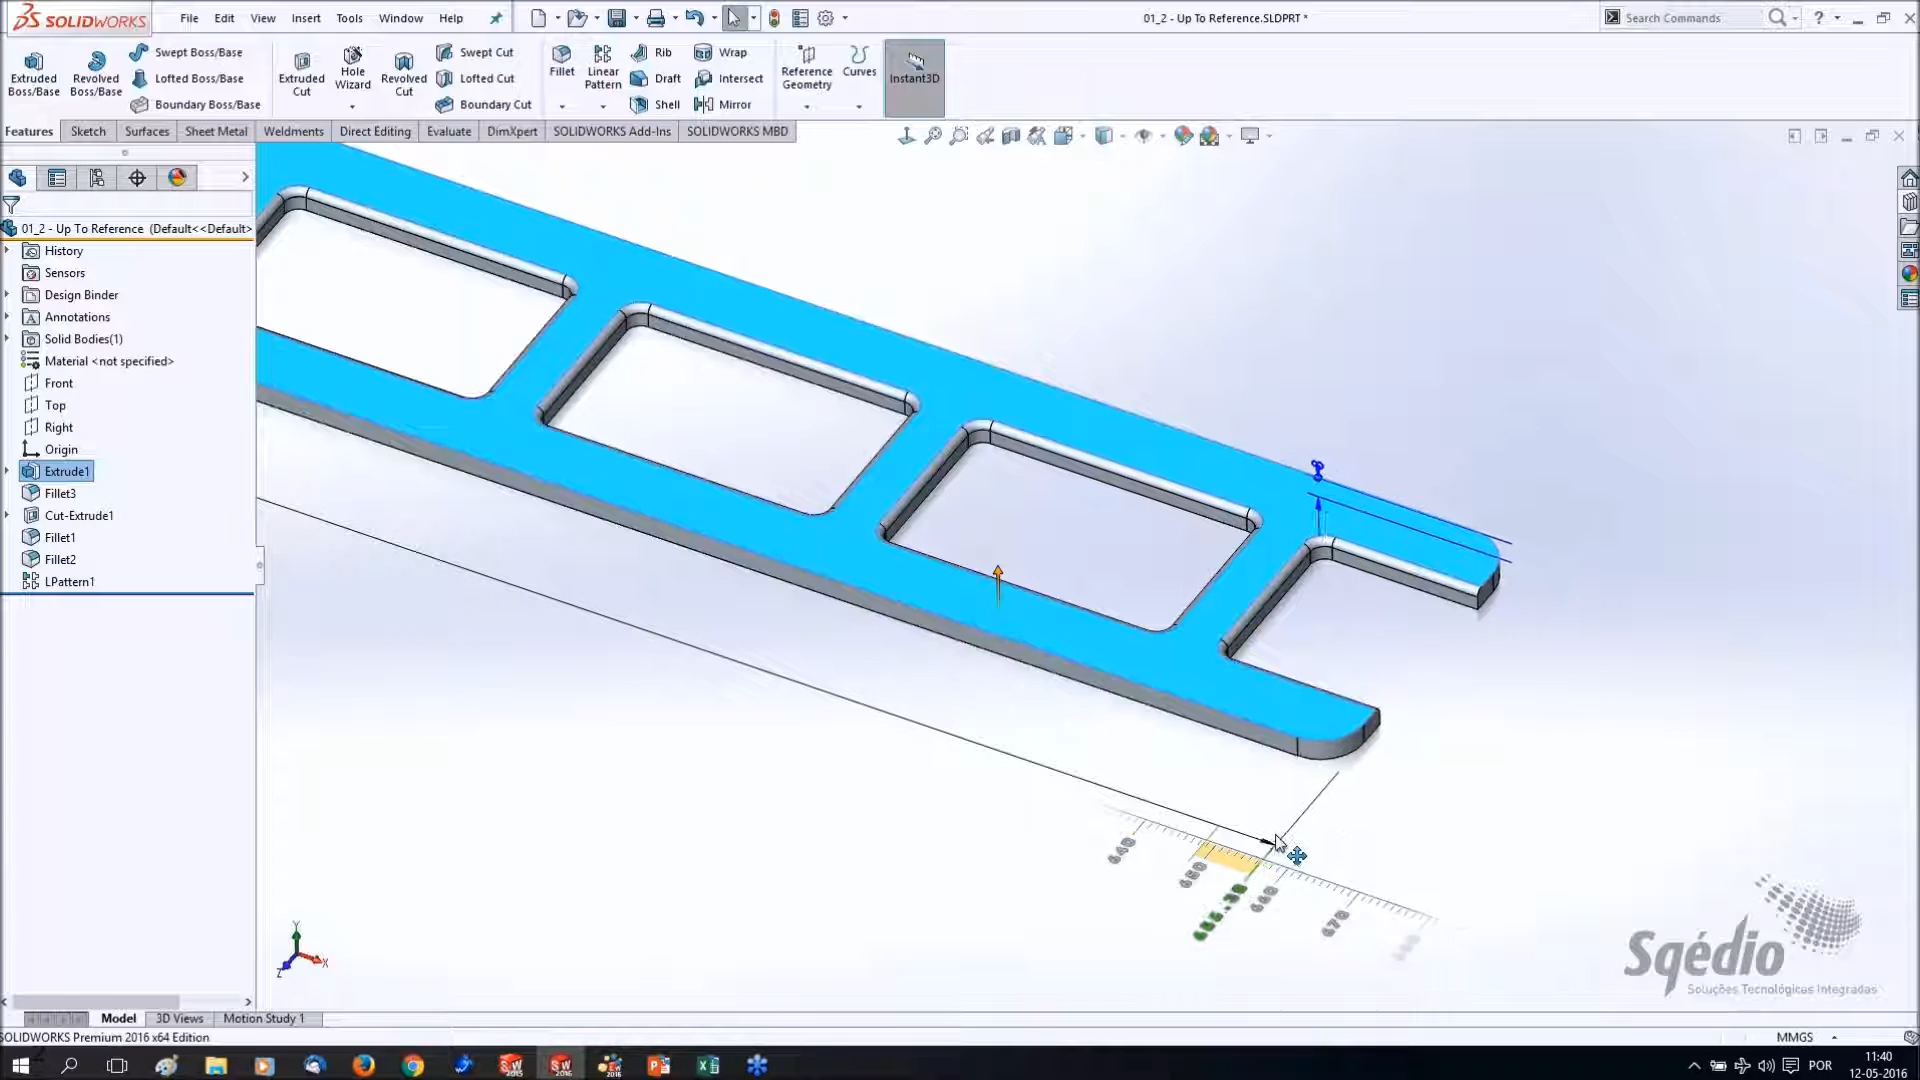 SOLIDWORKS
File Edit View Insert Tools Window Help
01_2 - Up To Reference.SLDPRT *
Search Commands
Extruded Boss/Base
Revolved Boss/Base
Swept Boss/Base
Lofted Boss/Base
Boundary Boss/Base
Extruded Cut
Hole Wizard
Revolved Cut
Swept Cut
Lofted Cut
Boundary Cut
Fillet
Linear Pattern
Rib
Draft
Shell
Wrap
Intersect
Mirror
Reference Geometry
Curves
Instant3D
Features Sketch Surfaces Sheet Metal Weldments Direct Editing Evaluate DimXpert SOLIDWORKS Add-Ins SOLIDWORKS MBD
01_2 - Up To Reference (Default<<Default>
History
Sensors
Design Binder
Annotations
Solid Bodies(1)
Material <not specified>
Front
Top
Right
Origin
Extrude1
Fillet3
Cut-Extrude1
Fillet1
Fillet2
LPattern1
640
650
655.30
660
670
Y
X
Z
Sqédio
Soluções Tecnológicas Integradas
Model 3D Views Motion Study 1
SOLIDWORKS Premium 2016 x64 Edition
MMGS
POR
11:40
12-05-2016